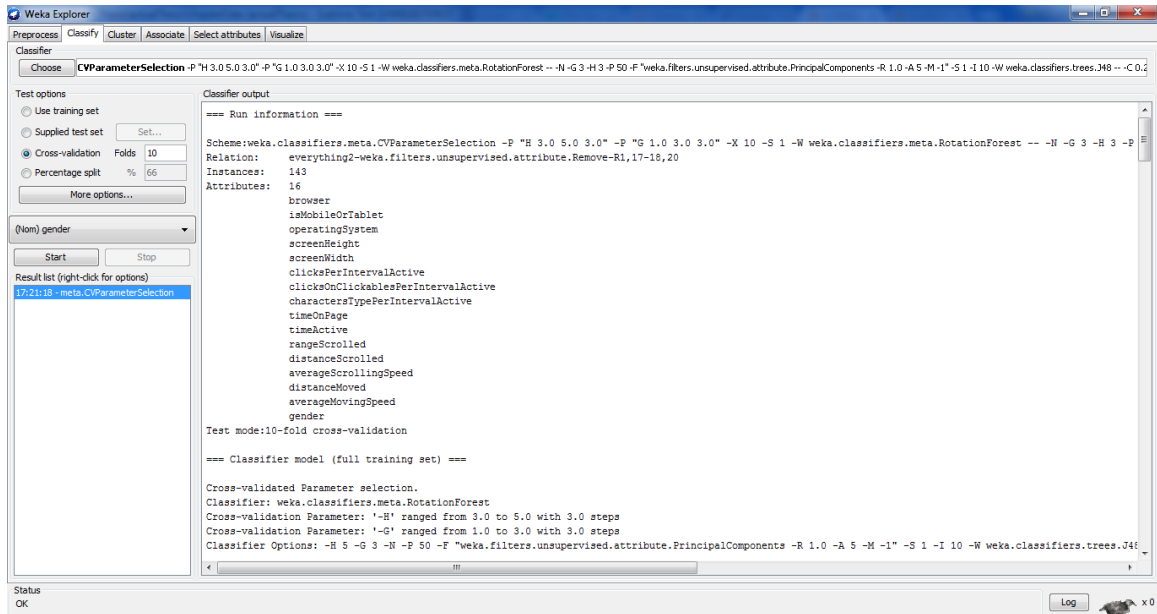 Weka Explorer
Preprocess Classify Cluster Associate Select attributes Visualize
Classifier
Choose CVParameterSelection -P "H 3.0 5.0 3.0" -P "G 1.0 3.0 3.0" -X 10 -S 1 -W weka.classifiers.meta.RotationForest -- -N -G 3 -H 3 -P 50 -F "weka.filters.unsupervised.attribute.PrincipalComponents -R 1.0 -A 5 -M -1" -S 1 -I 10 -W weka.classifiers.trees.J48 -- -C 0.2
Test options
Use training set
Supplied test set Set...
Cross-validation Folds 10
Percentage split % 66
More options...
(Nom) gender
Start Stop
Result list (right-click for options)
17:21:18 - meta.CVParameterSelection
Classifier output
=== Run information ===
Scheme:weka.classifiers.meta.CVParameterSelection -P "H 3.0 5.0 3.0" -P "G 1.0 3.0 3.0" -X 10 -S 1 -W weka.classifiers.meta.RotationForest -- -N -G 3 -H 3 -P
Relation: everything2-weka.filters.unsupervised.attribute.Remove-R1,17-18,20
Instances: 143
Attributes: 16
browser
isMobileOrTablet
operatingSystem
screenHeight
screenWidth
clicksPerIntervalActive
clicksOnClickablesPerIntervalActive
charactersTypePerIntervalActive
timeOnPage
timeActive
rangeScrolled
distanceScrolled
averageScrollingSpeed
distanceMoved
averageMovingSpeed
gender
Test mode:10-fold cross-validation
=== Classifier model (full training set) ===
Cross-validated Parameter selection.
Classifier: weka.classifiers.meta.RotationForest
Cross-validation Parameter: '-H' ranged from 3.0 to 5.0 with 3.0 steps
Cross-validation Parameter: '-G' ranged from 1.0 to 3.0 with 3.0 steps
Classifier Options: -H 5 -G 3 -N -P 50 -F "weka.filters.unsupervised.attribute.PrincipalComponents -R 1.0 -A 5 -M -1" -S 1 -I 10 -W weka.classifiers.trees.J48
Status
OK
Log x 0